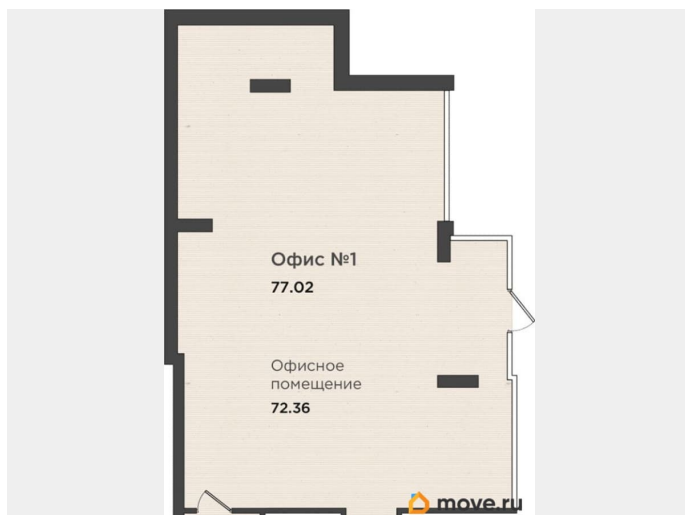 Офис №1
77.02
Офисное
помещение
72.36
move.ru